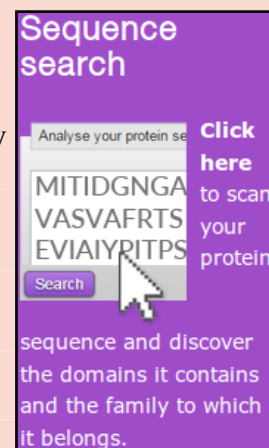 Sequence
search
y
Analyse your protein se
MITIDGNGA
VASVAFRTS
EVIAIYPITPS
Search
Click
here
to scan
your
protein
sequence and discover
the domains it contains
and the family to which
it belongs.